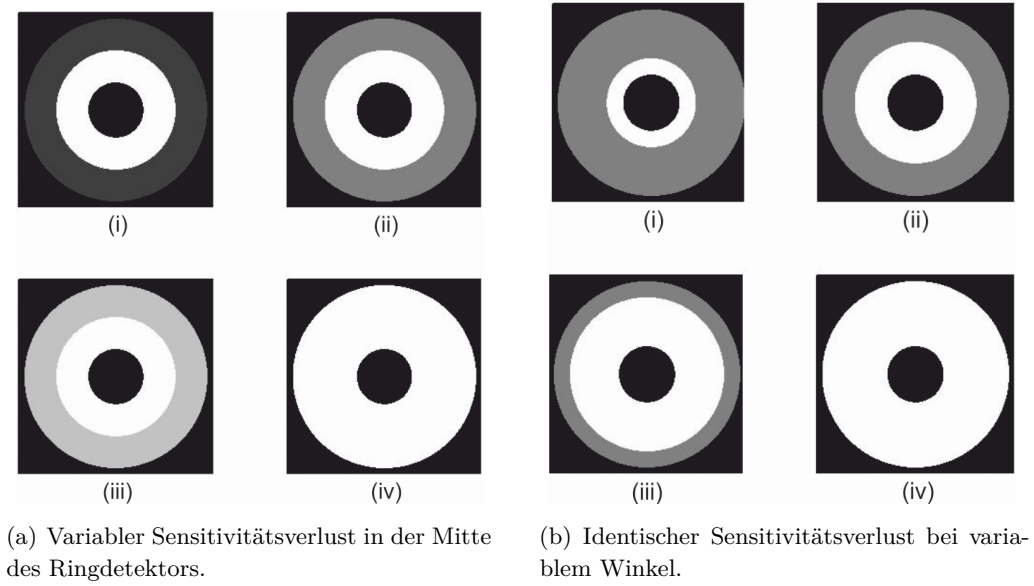 (i)
(ii)
(i)
(ii)
(iii)
(iv)
(iii)
(iv)
(a) Variabler Sensitivitätsverlust in der Mitte
des Ringdetektors.
(b) Identischer Sensitivitätsverlust bei varia-
blem Winkel.